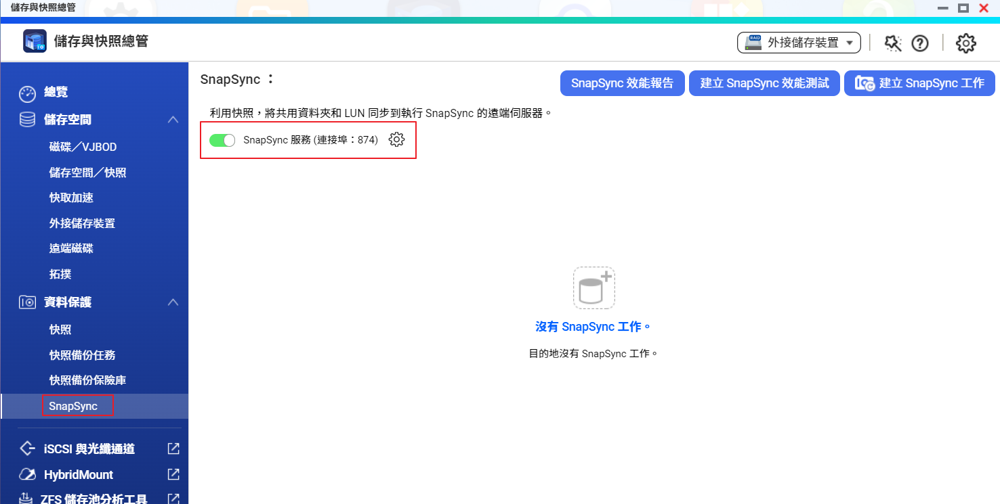 儲存與快照總管
儲存與快照總管
RAID 外接儲存裝置
總覽
儲存空間
磁碟／VJBOD
儲存空間／快照
快取加速
外接儲存裝置
遠端磁碟
拓撲
資料保護
快照
快照備份任務
快照備份保險庫
SnapSync
iSCSI 與光纖通道
HybridMount
ZFS 儲存池分析工具
SnapSync ：
SnapSync 效能報告
建立 SnapSync 效能測試
建立 SnapSync 工作
利用快照，將共用資料夾和 LUN 同步到執行 SnapSync 的遠端伺服器。
SnapSync 服務 (連接埠：874)
沒有 SnapSync 工作。
目的地沒有 SnapSync 工作。